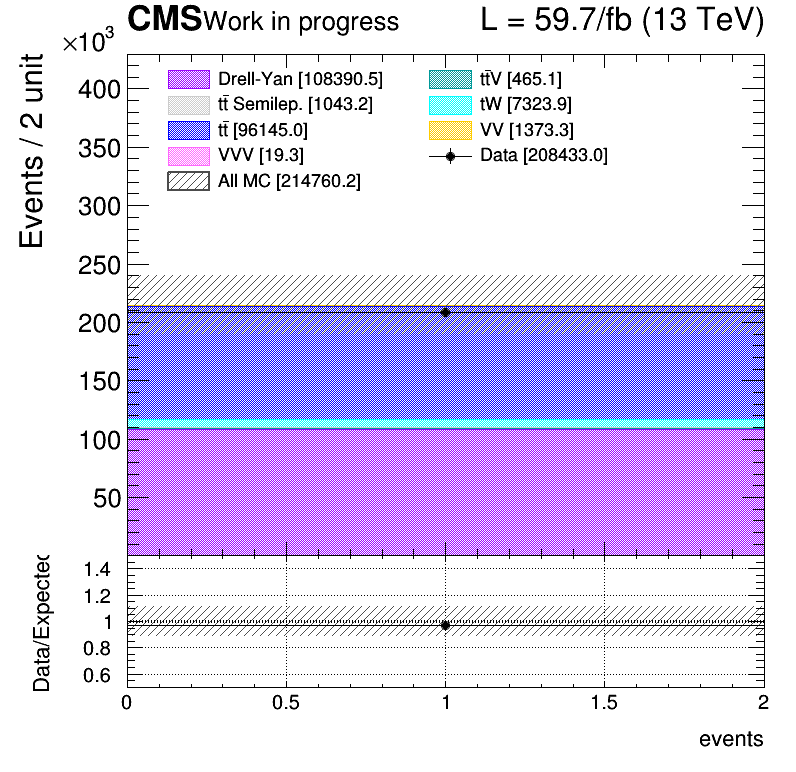 CMS Work in progress L = 59.7/fb (13 TeV)
×10³
Events / 2 unit
400
350
300
250
200
150
100
50
Drell-Yan [108390.5]
tt̄ Semilep. [1043.2]
tt̄ [96145.0]
VVV [19.3]
All MC [214760.2]
tt̄V [465.1]
tW [7323.9]
VV [1373.3]
Data [208433.0]
Data/Expected
1.4
1.2
1
0.8
0.6
0 0.5 1 1.5 2
events